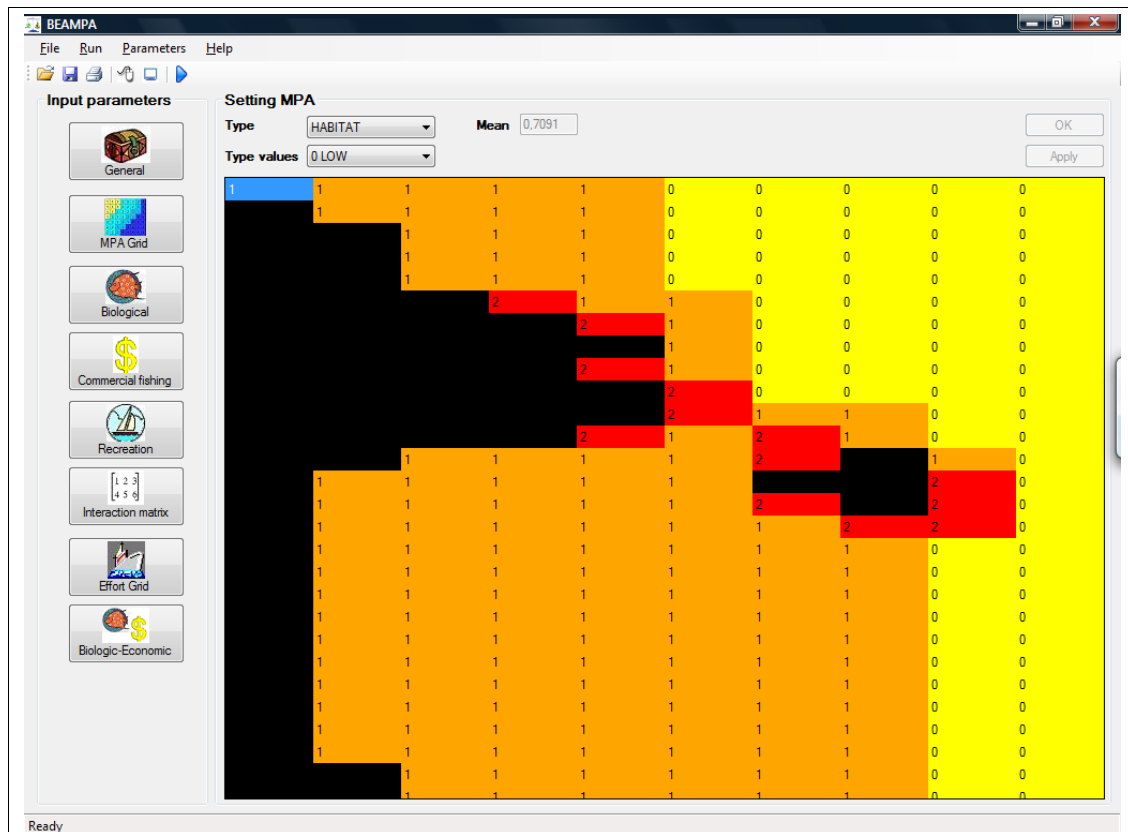 BEAMPA
File Run Parameters Help
Input parameters
Setting MPA
Type HABITAT Mean 0,7091 OK
Type values 0 LOW Apply
General
MPA Grid
Biological
Commercial fishing
Recreation
1 2 3
4 5 6
Interaction matrix
Effort Grid
Biologic-Economic
1 1 1 1 1 0 0 0 0 0
1 1 1 1 0 0 0 0 0
1 1 1 0 0 0 0 0
1 1 1 0 0 0 0 0
1 1 1 0 0 0 0 0
2 1 1 0 0 0 0
2 1 0 0 0 0
1 0 0 0 0
2 1 0 0 0 0
2 0 0 0 0
2 1 1 0 0
2 1 2 1 0 0
1 1 1 1 2 1 0
1 1 1 1 1 2 0
1 1 1 1 1 2 2 0
1 1 1 1 1 1 2 2 0
1 1 1 1 1 1 1 0 0
1 1 1 1 1 1 1 0 0
1 1 1 1 1 1 1 0 0
1 1 1 1 1 1 1 0 0
1 1 1 1 1 1 1 0 0
1 1 1 1 1 1 1 0 0
1 1 1 1 1 1 1 0 0
1 1 1 1 1 1 1 0 0
1 1 1 1 1 1 1 0 0
1 1 1 1 1 1 1 0 0
1 1 1 1 1 1 0 0
1 1 1 1 1 1 0 0
Ready